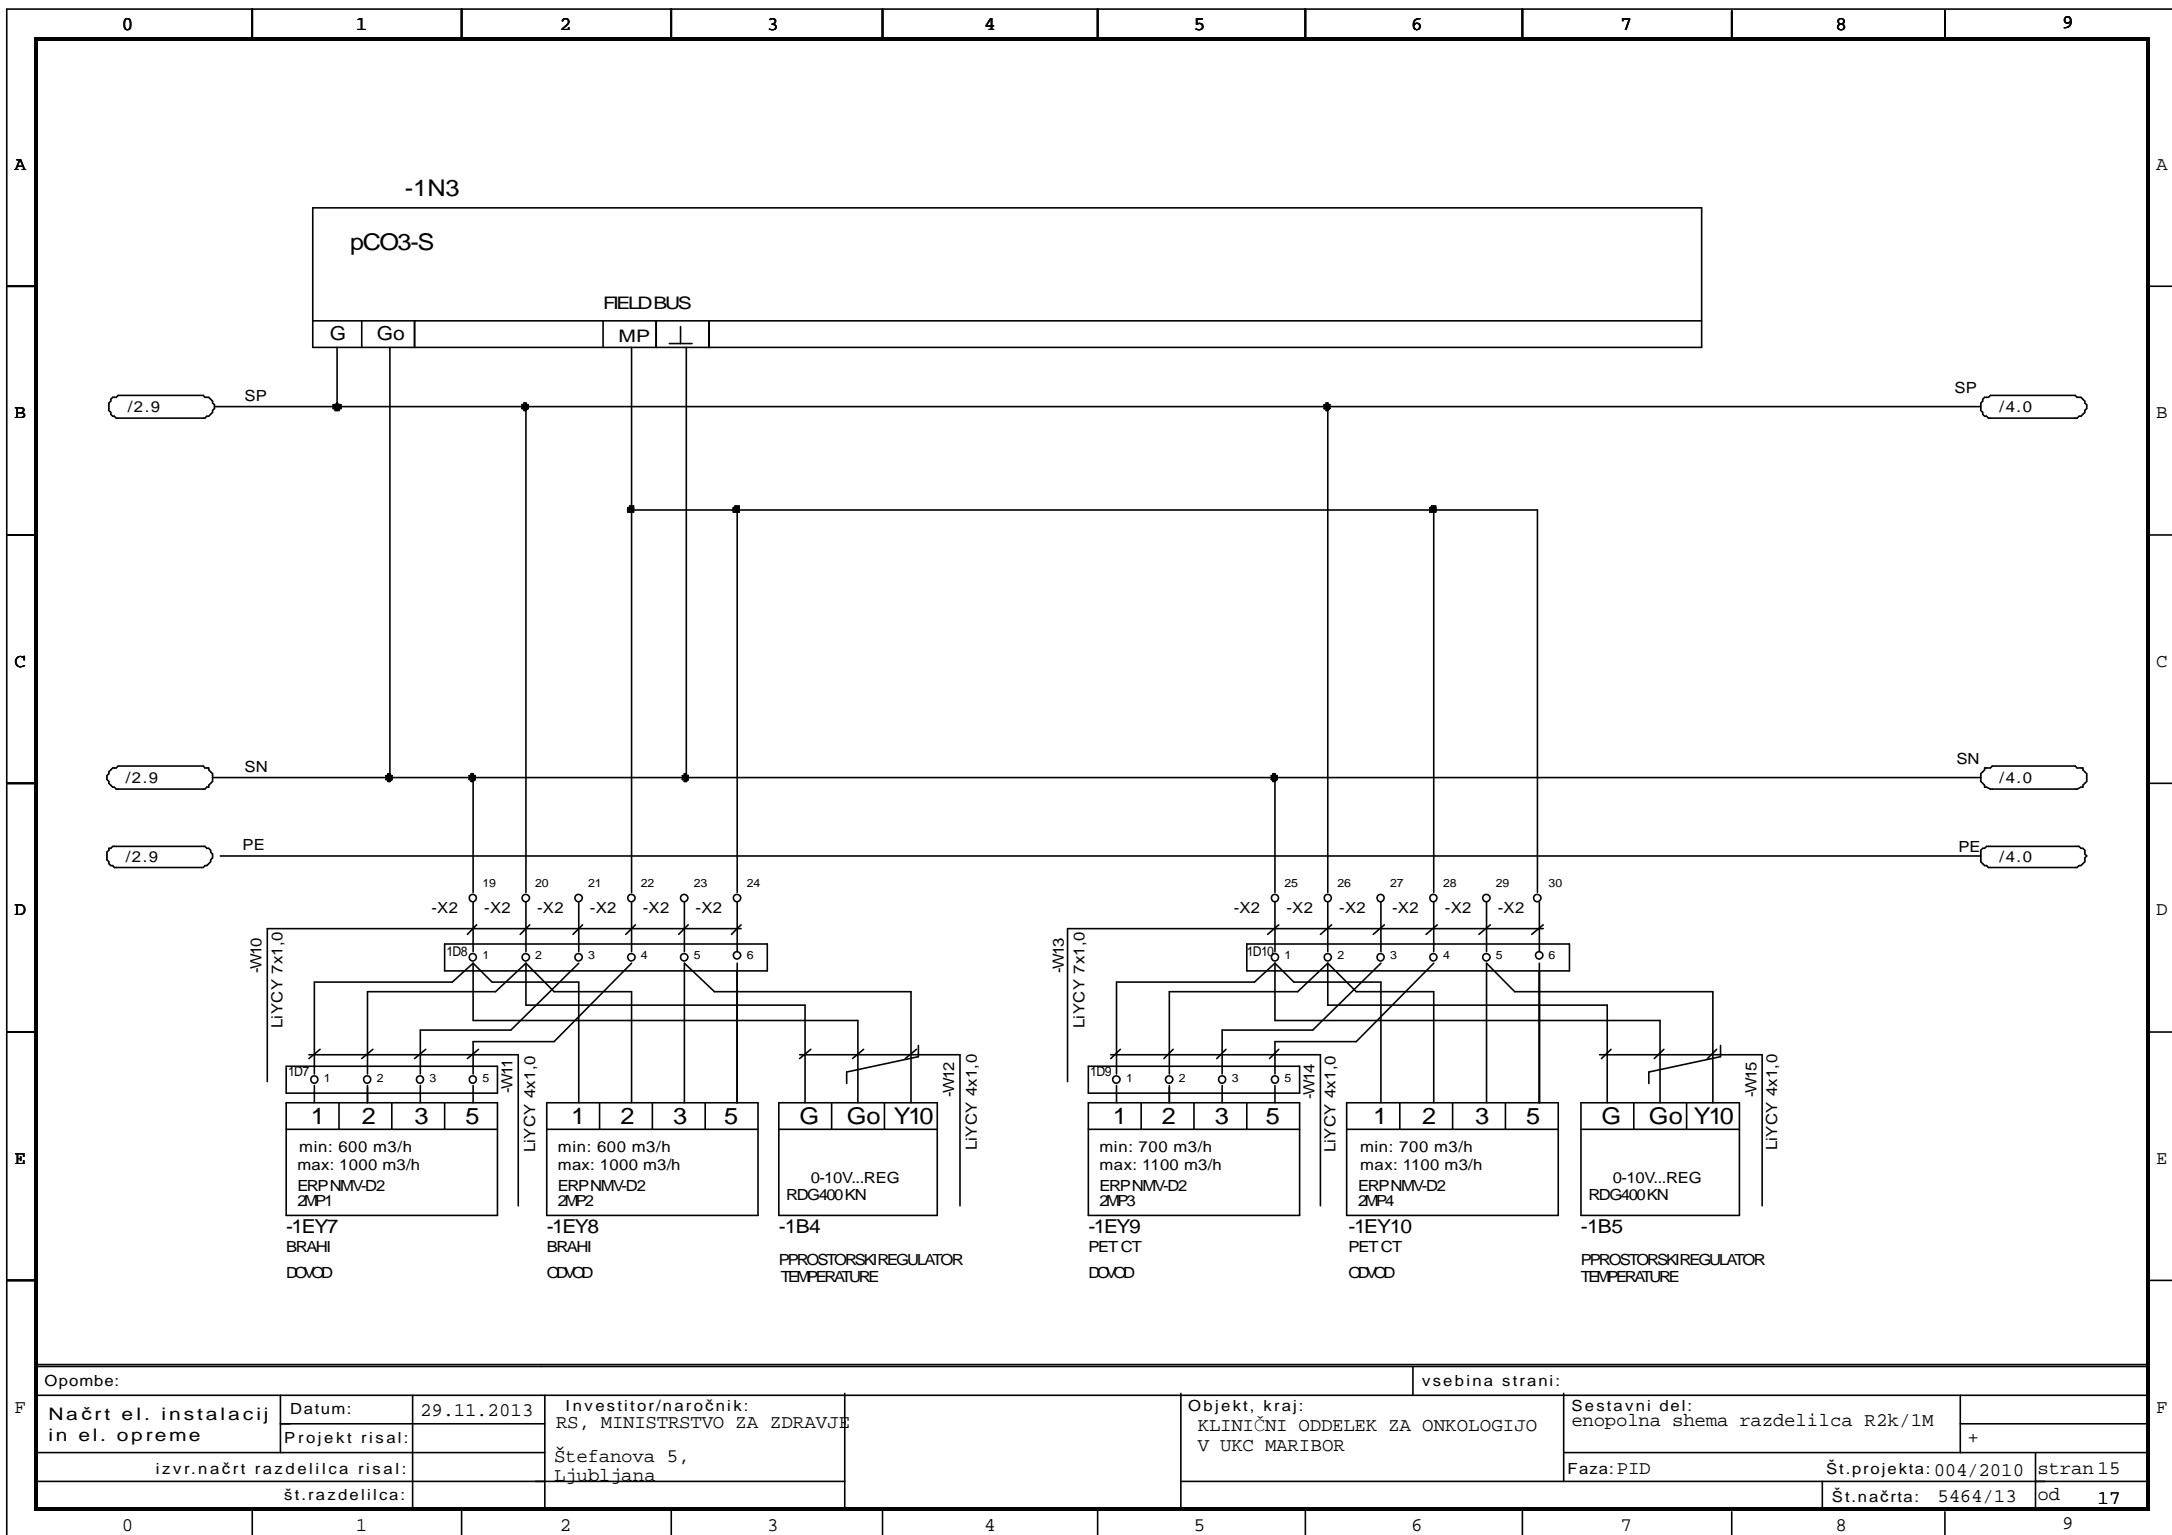 0 1 2 3 4 5 6 7 8 9
A A
-1N3
pCO3-S
FIELD BUS
G Go MP
B B
/2.9 SP SP /4.0
C C
/2.9 SN SN /4.0
/2.9 PE PE /4.0
D D
19 20 21 22 23 24 25 26 27 28 29 30
-X2 -X2 -X2 -X2 -X2 -X2 -X2 -X2 -X2 -X2 -X2 -X2
-W10 LiYCY 7x1,0
1D8 1 2 3 4 5 6
-W13 LiYCY 7x1,0
1D10 1 2 3 4 5 6
1D7 1 2 3 5
-W11 LiYCY 4x1,0
-W12 LiYCY 4x1,0
1D9 1 2 3 5
-W14 LiYCY 4x1,0
-W15 LiYCY 4x1,0
E E
1 2 3 5
min: 600 m3/h
max: 1000 m3/h
ERP NMV-D2
2MP1
-1EY7
BRAHI
DOVOD
1 2 3 5
min: 600 m3/h
max: 1000 m3/h
ERP NMV-D2
2MP2
-1EY8
BRAHI
ODVOD
G Go Y10
0-10V...REG
RDG400 KN
-1B4
PPROSTORSKI REGULATOR
TEMPERATURE
1 2 3 5
min: 700 m3/h
max: 1100 m3/h
ERP NMV-D2
2MP3
-1EY9
PET CT
DOVOD
1 2 3 5
min: 700 m3/h
max: 1100 m3/h
ERP NMV-D2
2MP4
-1EY10
PET CT
ODVOD
G Go Y10
0-10V...REG
RDG400 KN
-1B5
PPROSTORSKI REGULATOR
TEMPERATURE
F F
Opombe:
vsebina strani:
Načrt el. instalacij
in el. opreme
Datum: 29.11.2013
Projekt risal:
izvr.načrt razdelilca risal:
št.razdelilca:
Investitor/naročnik:
RS, MINISTRSTVO ZA ZDRAVJE
Štefanova 5,
Ljubljana
Objekt, kraj:
KLINIČNI ODDELEK ZA ONKOLOGIJO
V UKC MARIBOR
Sestavni del:
enopolna shema razdelilca R2k/1M
+
Faza: PID
Št.projekta: 004/2010
stran 15
Št.načrta: 5464/13
od 17
0 1 2 3 4 5 6 7 8 9